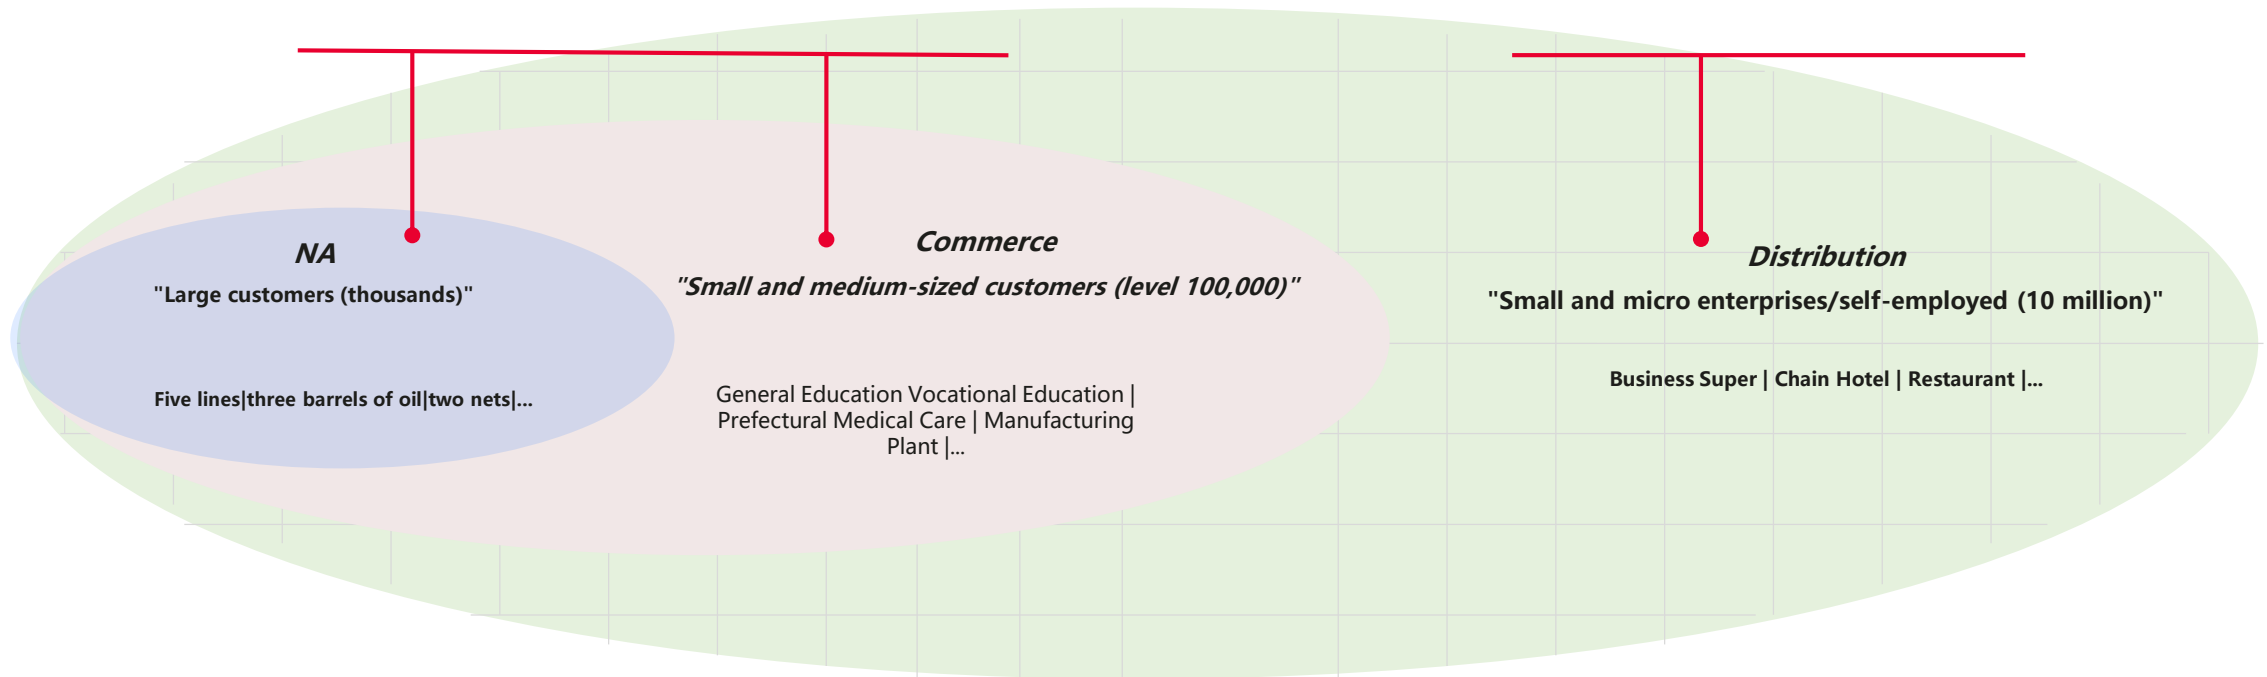 NA
"Large customers (thousands)"
Five lines|three barrels of oil|two nets|...
Commerce
"Small and medium-sized customers (level 100,000)"
General Education Vocational Education |
Prefectural Medical Care | Manufacturing
Plant |...
Distribution
"Small and micro enterprises/self-employed (10 million)"
Business Super | Chain Hotel | Restaurant |...